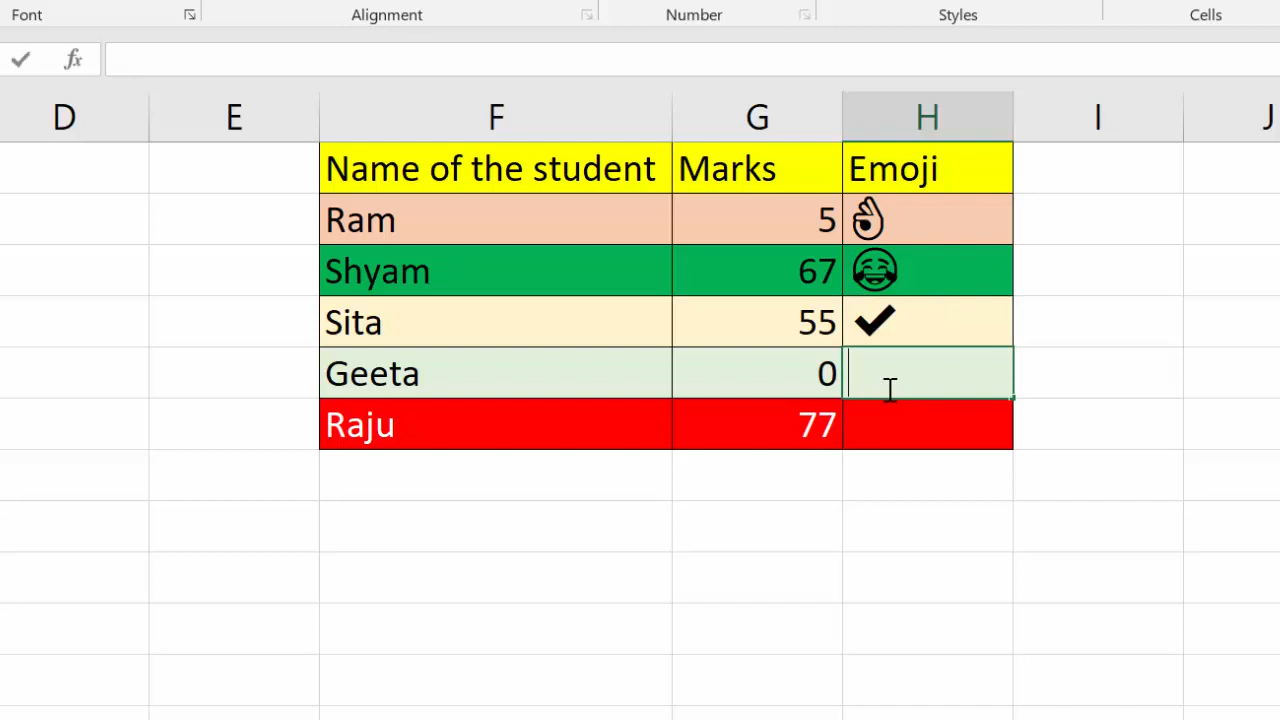 Font Alignment Number Styles Cells
fx
D E F G H I J
Name of the student Marks Emoji
Ram 5 👌
Shyam 67 😂
Sita 55 ✔
Geeta 0
Raju 77